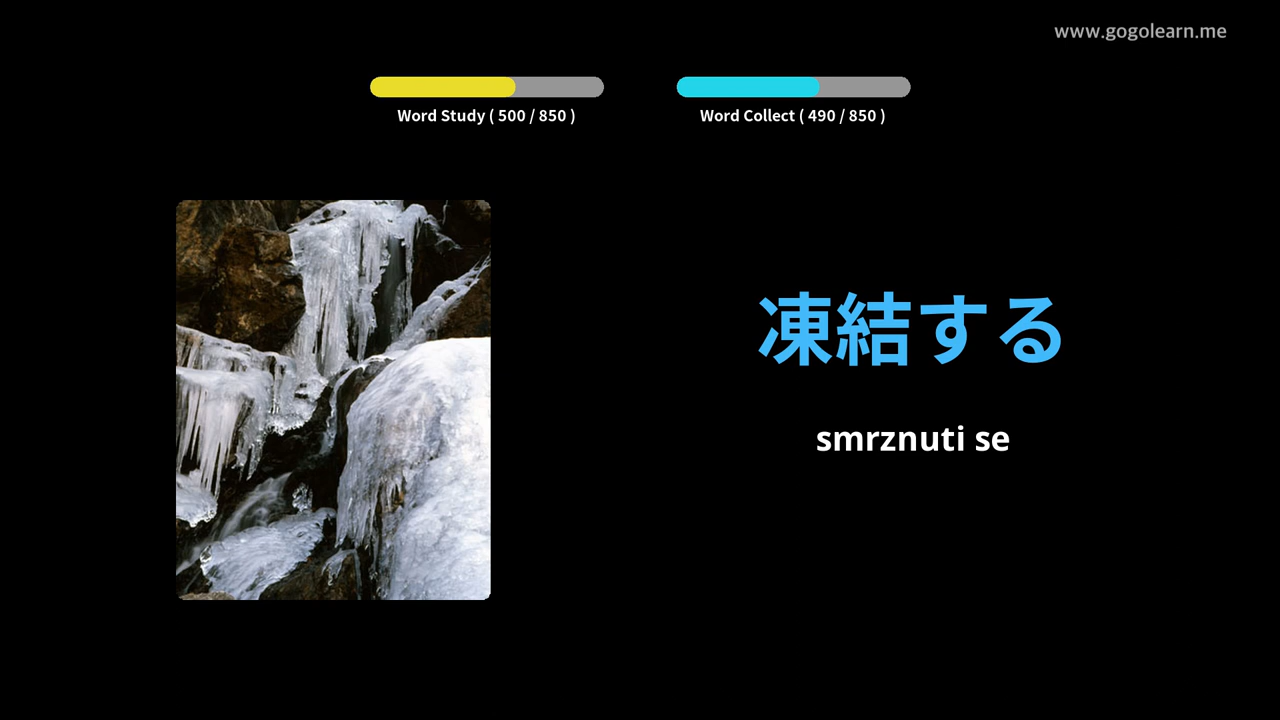 www.gogolearn.me
Word Study ( 500 / 850 )
Word Collect ( 490 / 850 )
凍結する
smrznuti se